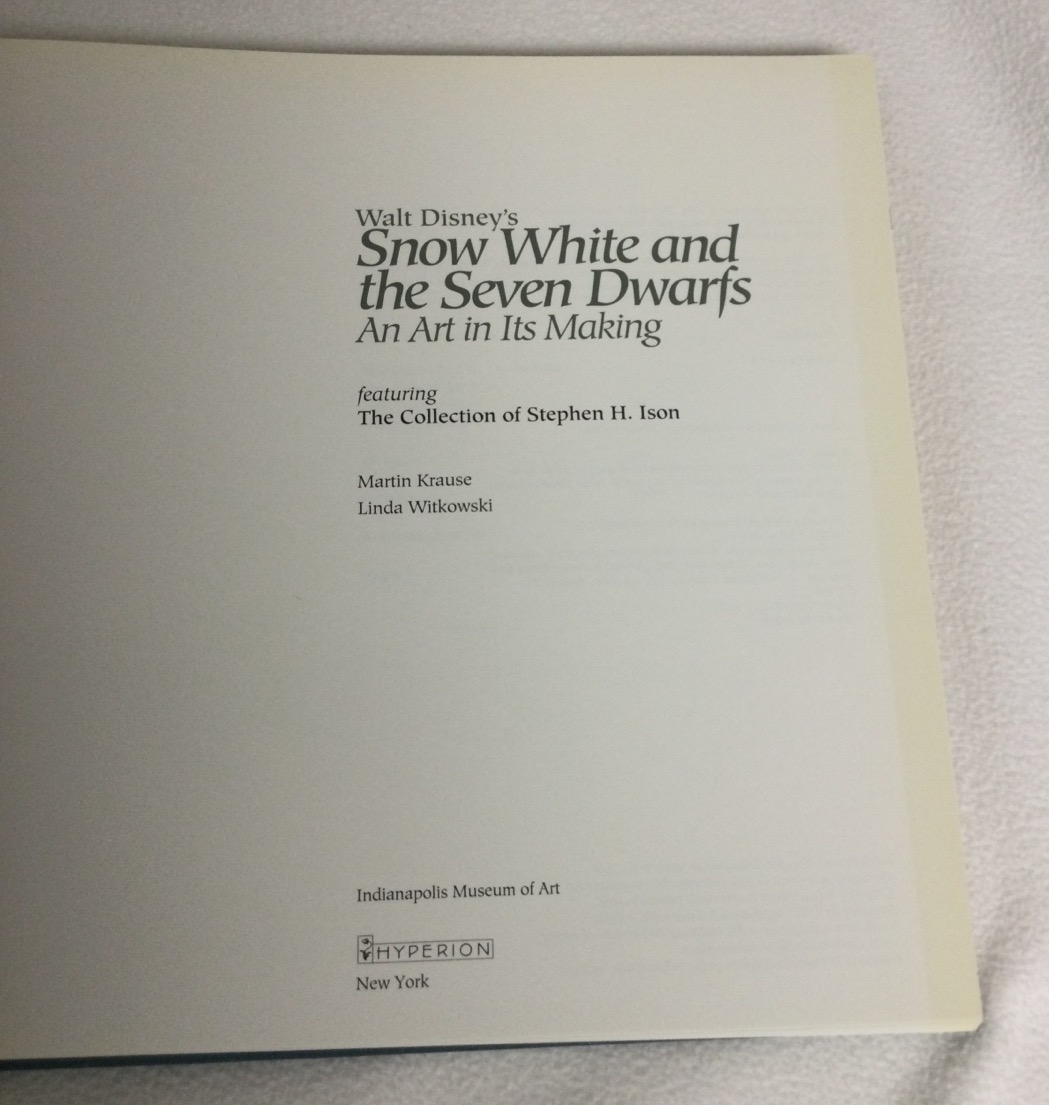 Walt Disney's
Snow White and
the Seven Dwarfs
An Art in Its Making
featuring
The Collection of Stephen H. Ison
Martin Krause
Linda Witkowski
Indianapolis Museum of Art
HYPERION
New York